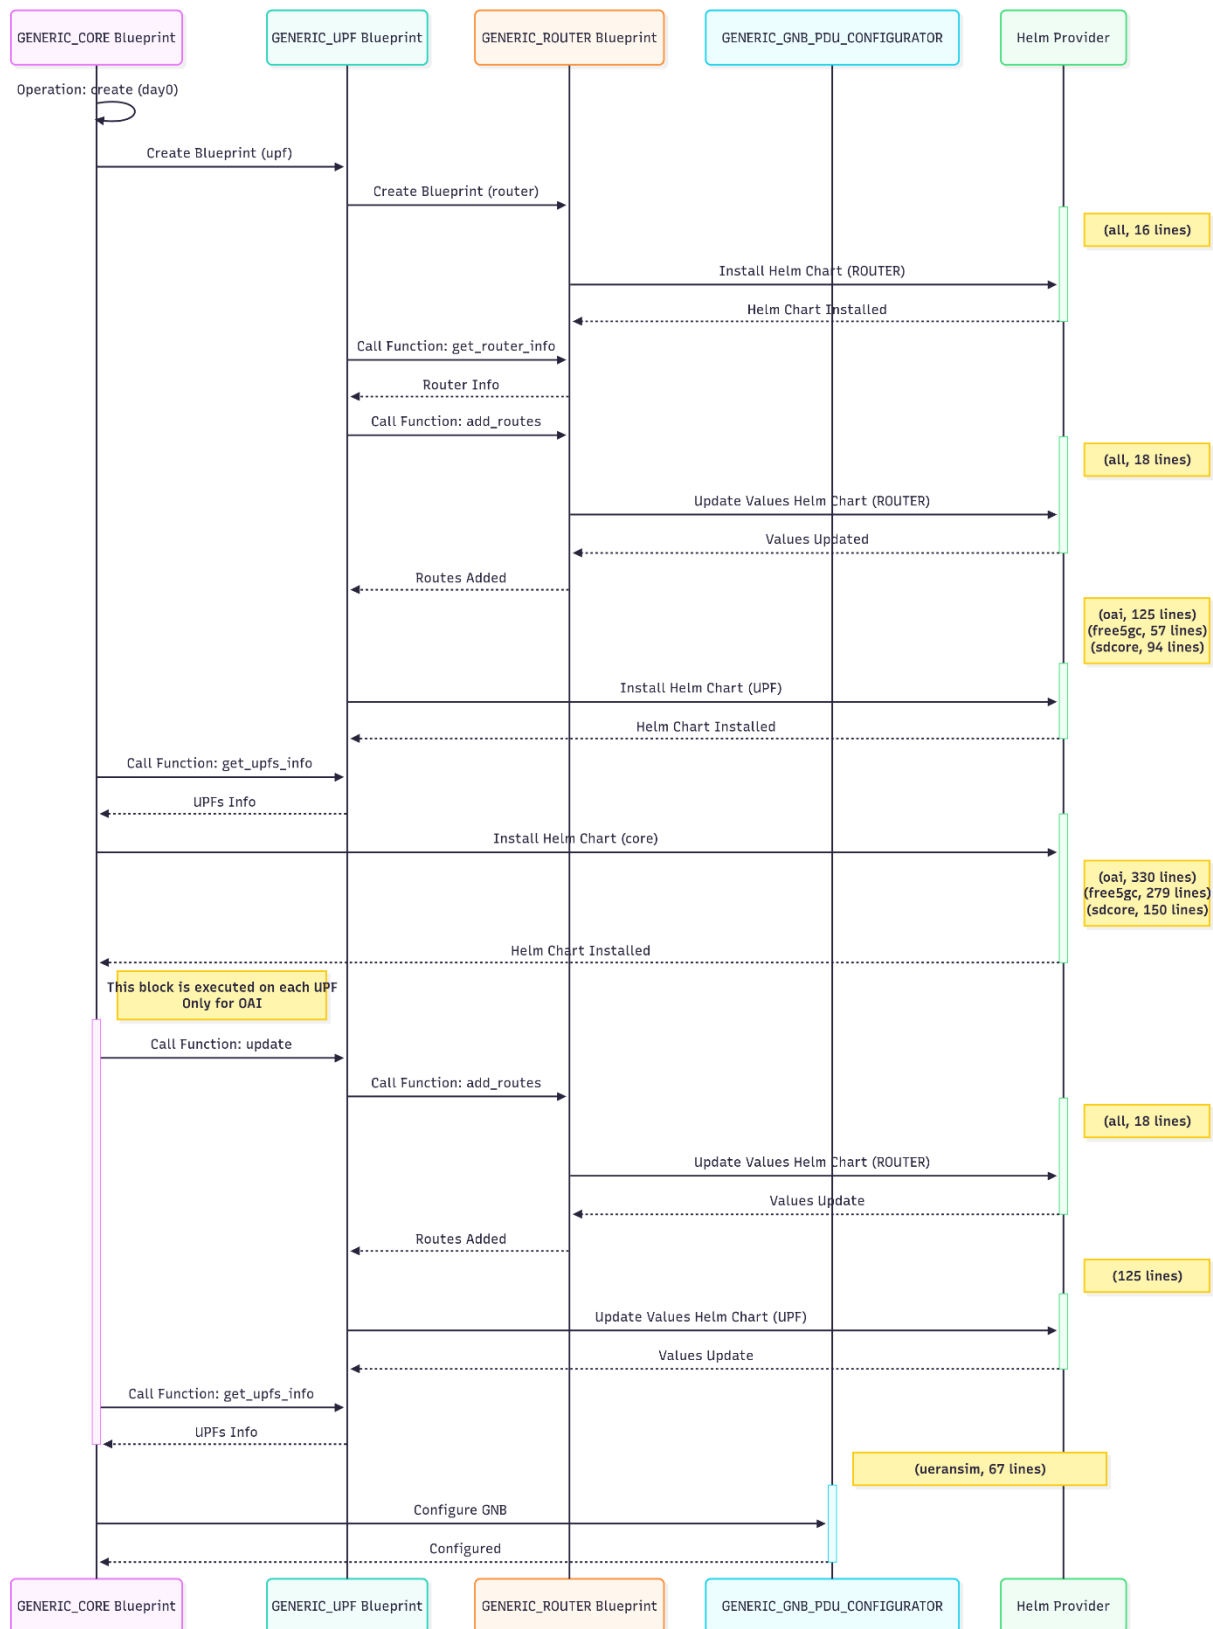 GENERIC_CORE Blueprint
GENERIC_UPF Blueprint
GENERIC_ROUTER Blueprint
GENERIC_GNB_PDU_CONFIGURATOR
Helm Provider
Operation: create (day0)
Create Blueprint (upf)
Create Blueprint (router)
(all, 16 lines)
Install Helm Chart (ROUTER)
Helm Chart Installed
Call Function: get_router_info
Router Info
Call Function: add_routes
(all, 18 lines)
Update Values Helm Chart (ROUTER)
Values Updated
Routes Added
(oai, 125 lines)
(free5gc, 57 lines)
(sdcore, 94 lines)
Install Helm Chart (UPF)
Helm Chart Installed
Call Function: get_upfs_info
UPFs Info
Install Helm Chart (core)
(oai, 330 lines)
(free5gc, 279 lines)
(sdcore, 150 lines)
Helm Chart Installed
This block is executed on each UPF
Only for OAI
Call Function: update
Call Function: add_routes
(all, 18 lines)
Update Values Helm Chart (ROUTER)
Values Update
Routes Added
(125 lines)
Update Values Helm Chart (UPF)
Values Update
Call Function: get_upfs_info
UPFs Info
(ueransim, 67 lines)
Configure GNB
Configured
GENERIC_CORE Blueprint
GENERIC_UPF Blueprint
GENERIC_ROUTER Blueprint
GENERIC_GNB_PDU_CONFIGURATOR
Helm Provider